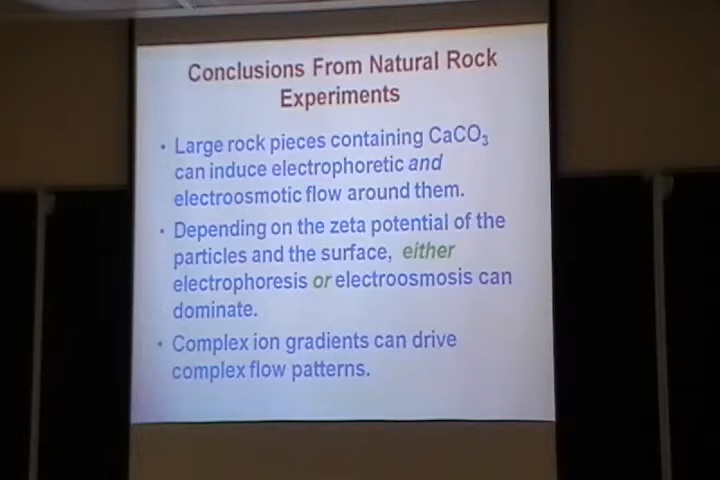 Conclusions From Natural Rock
Experiments
• Large rock pieces containing CaCO₃
can induce electrophoretic and
electroosmotic flow around them.
• Depending on the zeta potential of the
particles and the surface, either
electrophoresis or electroosmosis can
dominate.
• Complex ion gradients can drive
complex flow patterns.